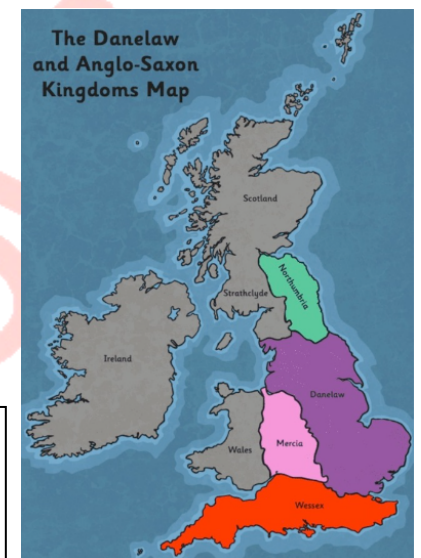 The Danelaw
and Anglo-Saxon
Kingdoms Map
Scotland
Northumbria
Strathclyde
Ireland
Danelaw
Mercia
Wales
Wessex